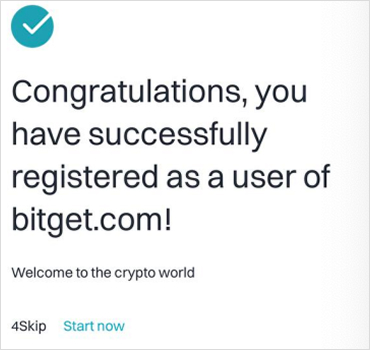 Congratulations, you
have successfully
registered as a user of
bitget.com!
Welcome to the crypto world
4Skip Start now